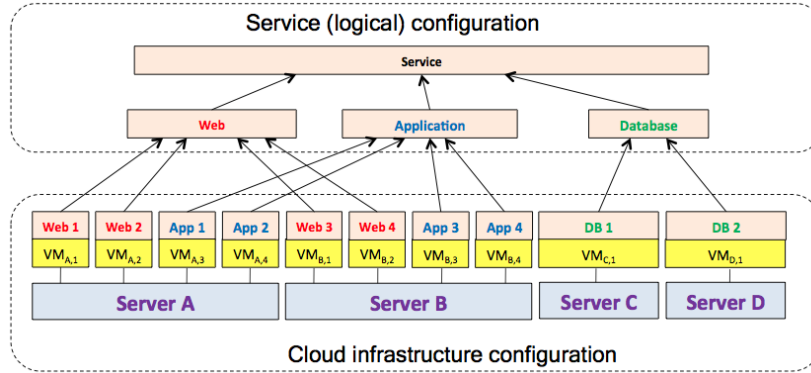 Service (logical) configuration
Service
Web Application Database
Web 1 Web 2 App 1 App 2 Web 3 Web 4 App 3 App 4 DB 1 DB 2
VMA,1 VMA,2 VMA,3 VMA,4 VMB,1 VMB,2 VMB,3 VMB,4 VMC,1 VMD,1
Server A Server B Server C Server D
Cloud infrastructure configuration